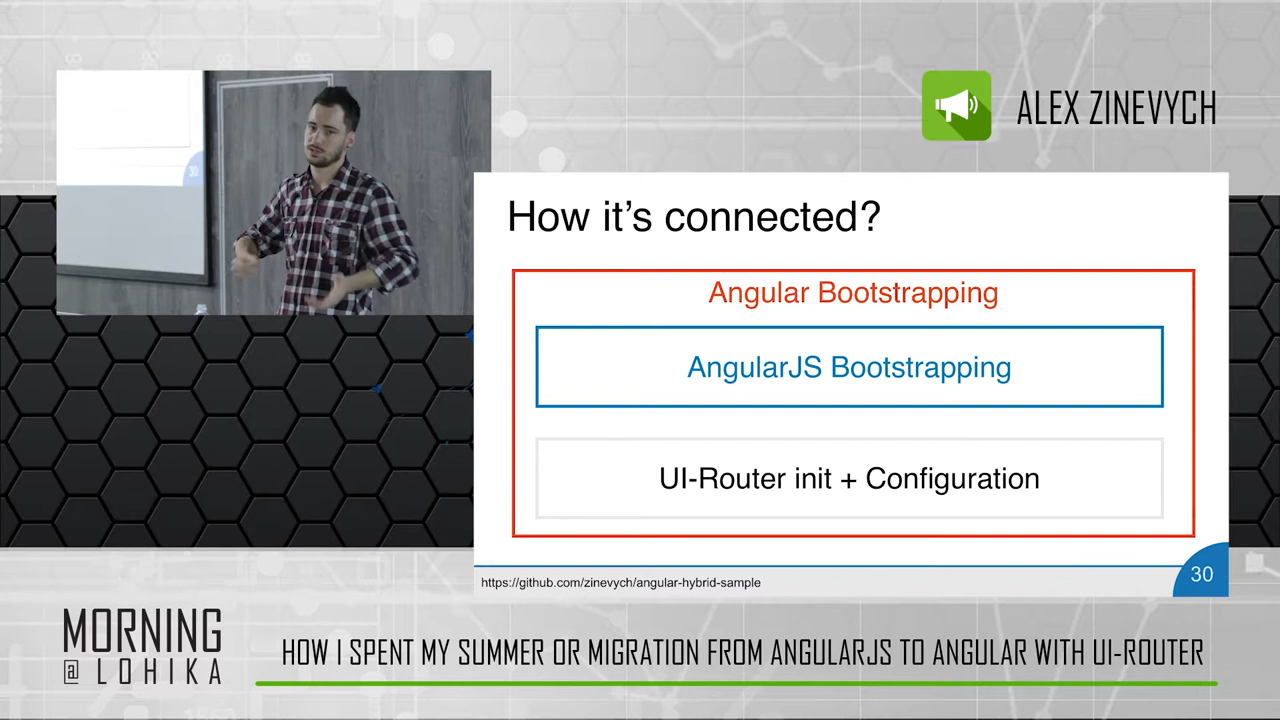 ALEX ZINEVYCH
30
How it's connected?
Angular Bootstrapping
AngularJS Bootstrapping
UI-Router init + Configuration
https://github.com/zinevych/angular-hybrid-sample
30
MORNING
@ LOHIKA
HOW I SPENT MY SUMMER OR MIGRATION FROM ANGULARJS TO ANGULAR WITH UI-ROUTER